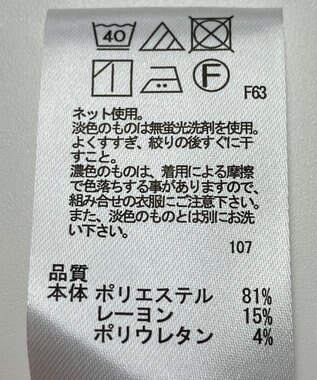 40
F
F63
ネット使用。
淡色のものは無蛍光洗剤を使用。
よくすすぎ、絞りの後すぐに干
すこと。
濃色のものは、着用による摩擦
で色落ちする事がありますので、
組み合せの衣服にご注意下さい。
また、淡色のものとは別にお洗
い下さい。
107
品質
本体 ポリエステル 81%
レーヨン 15%
ポリウレタン 4%